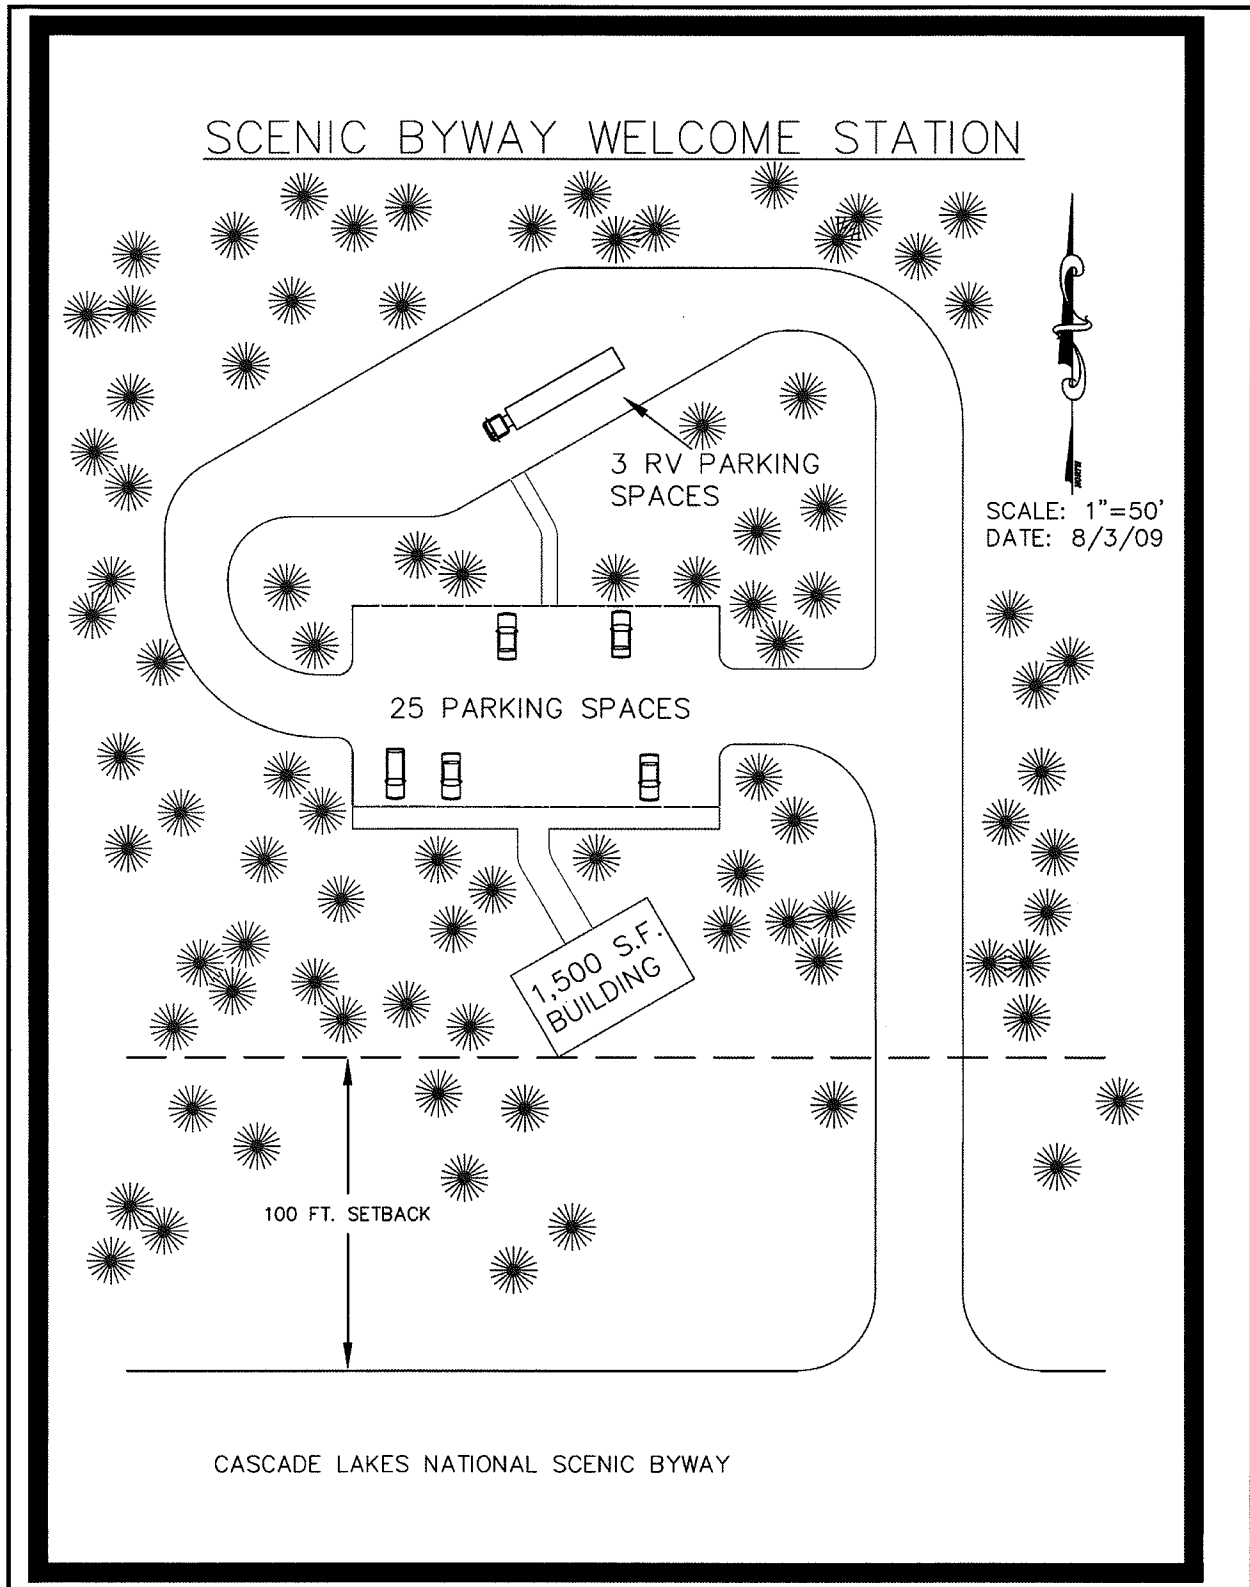 SCENIC BYWAY WELCOME STATION
3 RV PARKING
SPACES
SCALE: 1"=50'
DATE: 8/3/09
25 PARKING SPACES
1,500 S.F.
BUILDING
100 FT. SETBACK
CASCADE LAKES NATIONAL SCENIC BYWAY